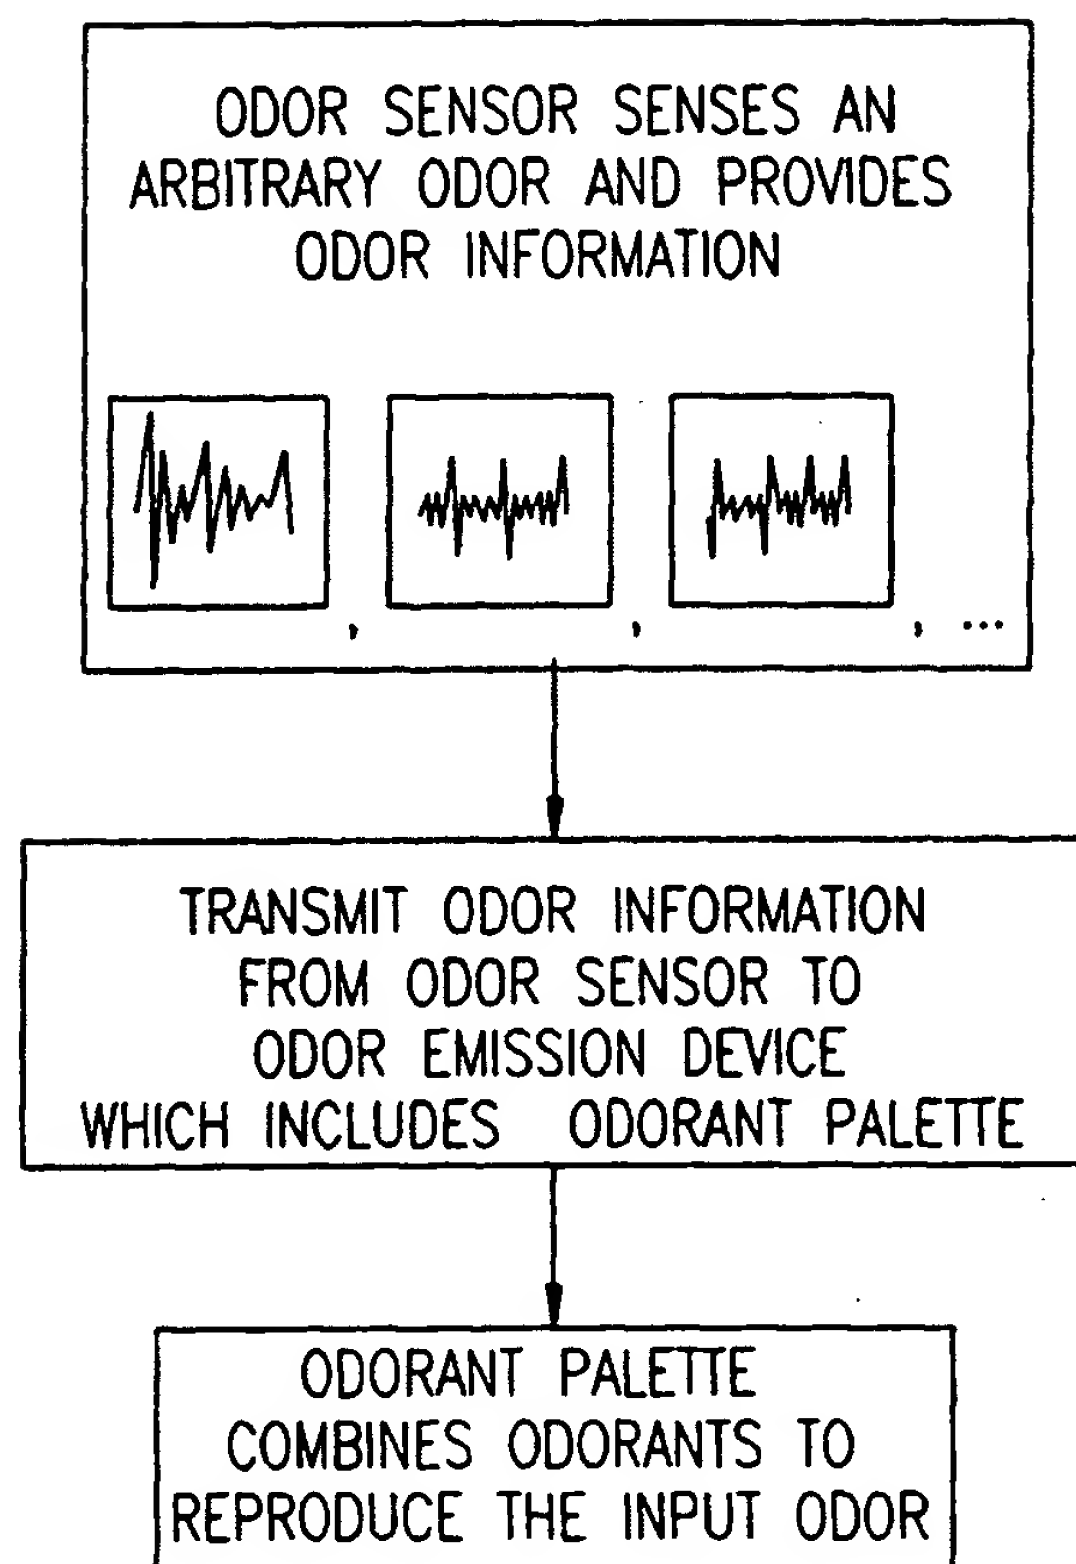 ODOR SENSOR SENSES AN
ARBITRARY ODOR AND PROVIDES
ODOR INFORMATION
, , , ...
TRANSMIT ODOR INFORMATION
FROM ODOR SENSOR TO
ODOR EMISSION DEVICE
WHICH INCLUDES ODORANT PALETTE
ODORANT PALETTE
COMBINES ODORANTS TO
REPRODUCE THE INPUT ODOR